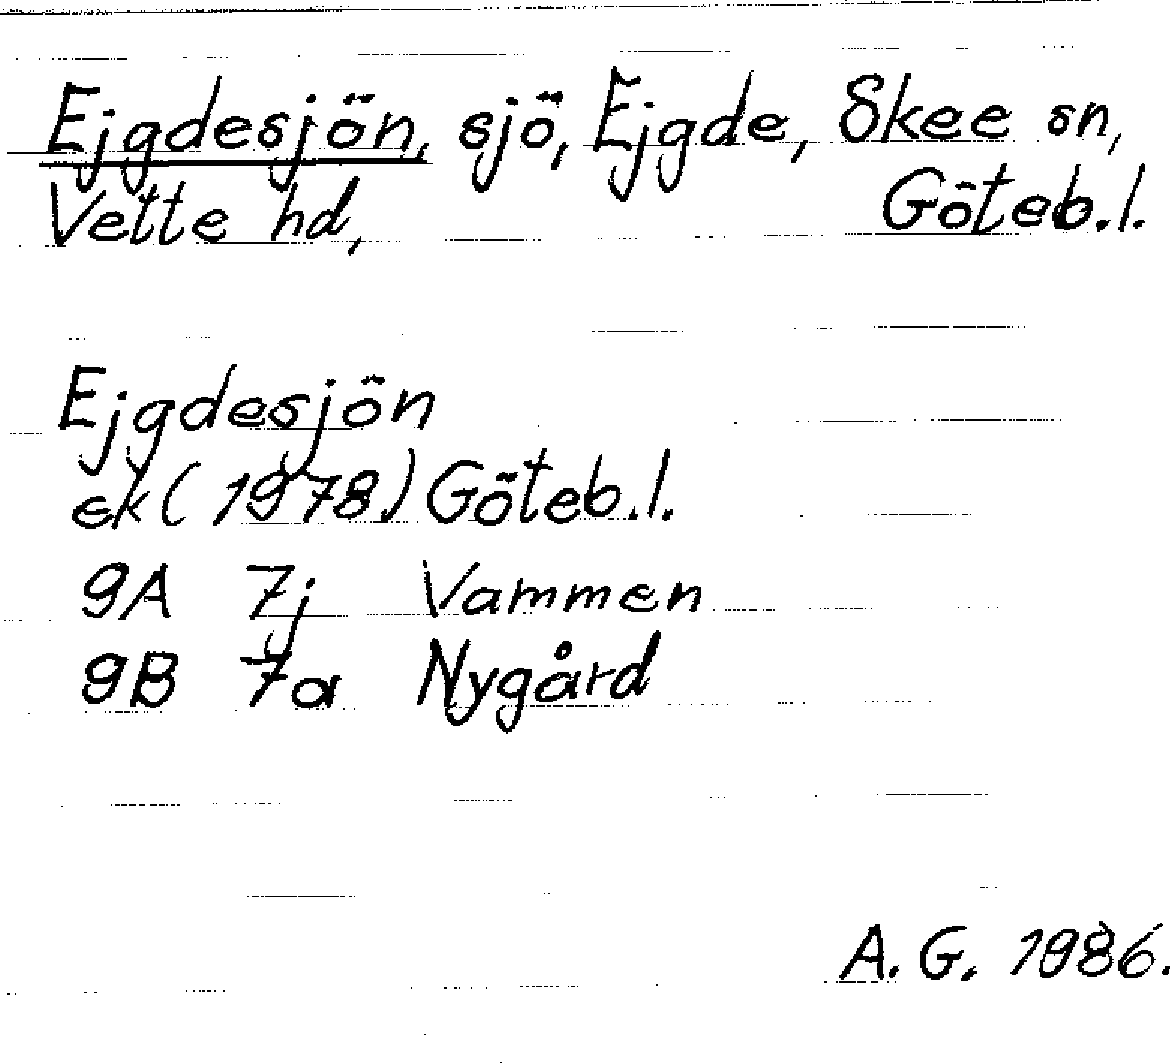 Ejgdesjön, sjö, Ejgde, Skee sn,
Vette hd, Göteb.l.
Ejgdesjön
ek (1978) Göteb.l.
9A 7j Vammen
9B 7a Nygård
A. G. 1986.